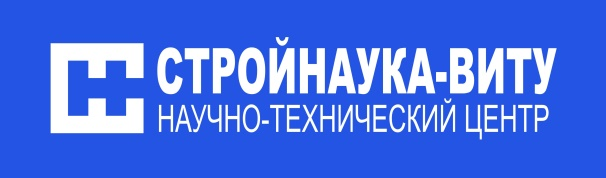 СТРОЙНАУКА-ВИТУ
НАУЧНО-ТЕХНИЧЕСКИЙ ЦЕНТР